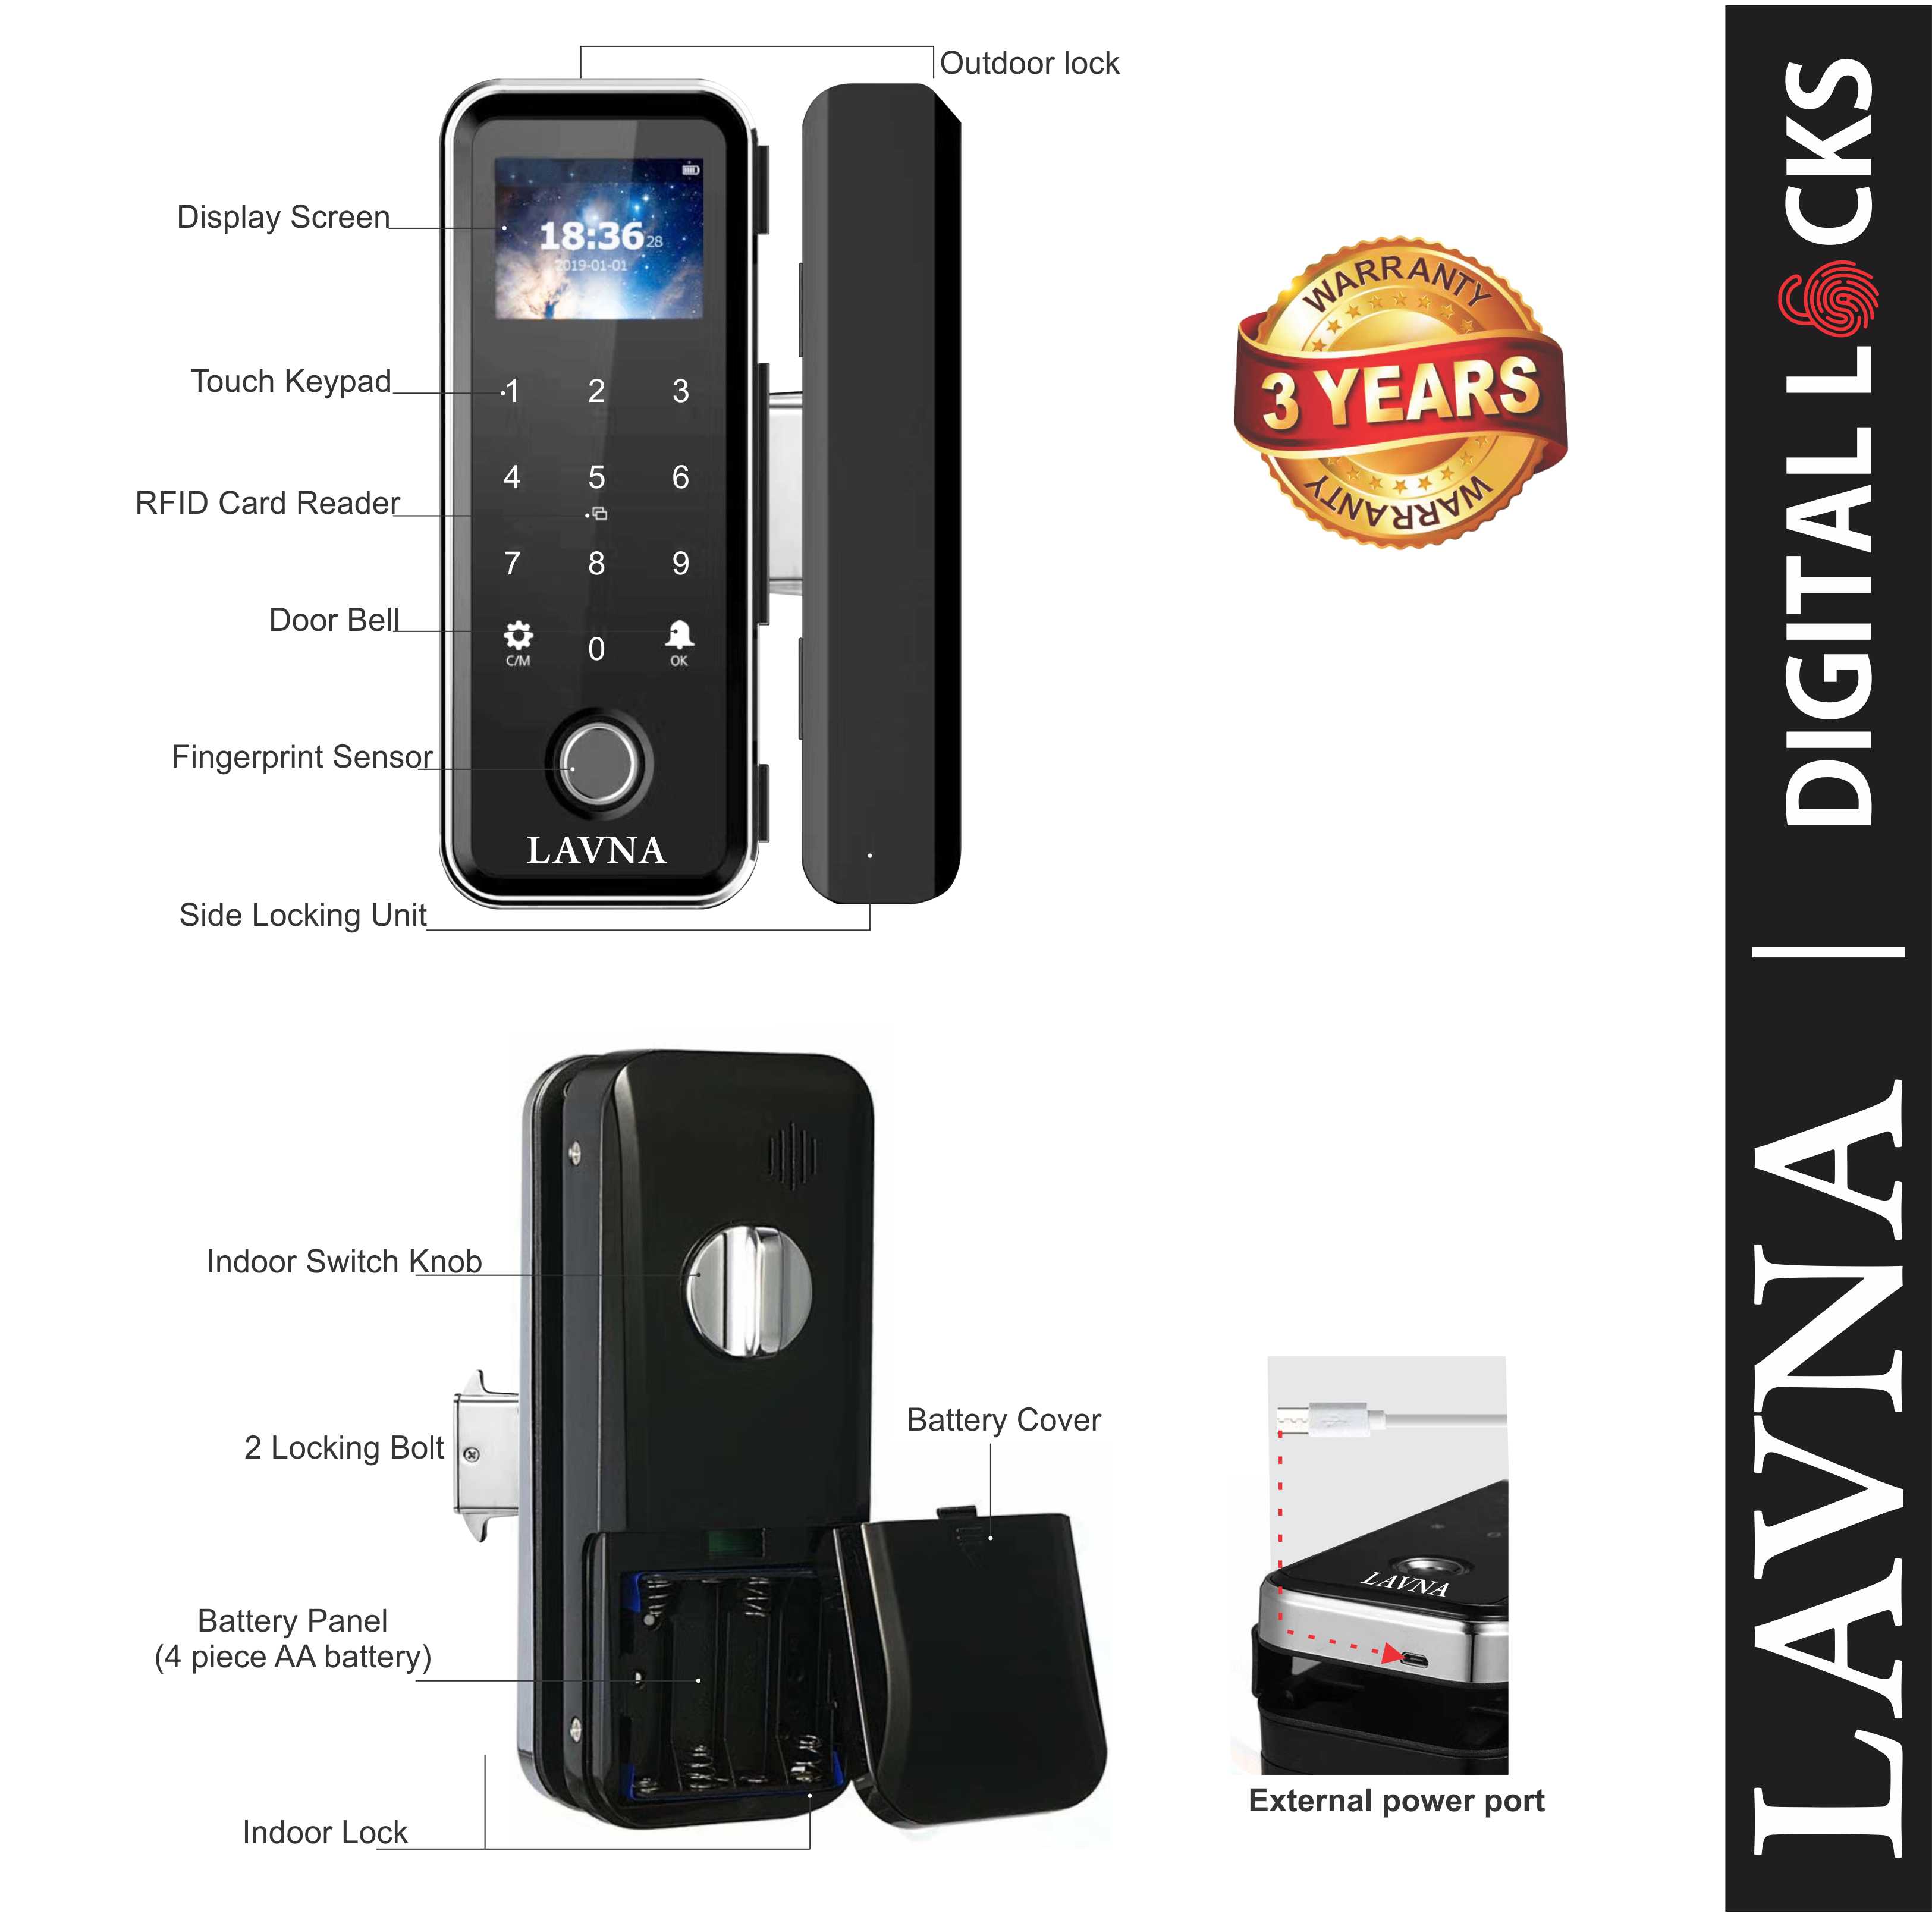 Outdoor lock
Display Screen
18:36 28
2019-01-01
Touch Keypad
1 2 3
4 5 6
RFID Card Reader
7 8 9
Door Bell
C/M 0 OK
Fingerprint Sensor
LAVNA
Side Locking Unit
WARRANTY
3 YEARS
WARRANTY
Indoor Switch Knob
2 Locking Bolt
Battery Cover
Battery Panel
(4 piece AA battery)
Indoor Lock
LAVNA
External power port
LAVNA | DIGITAL LOCKS